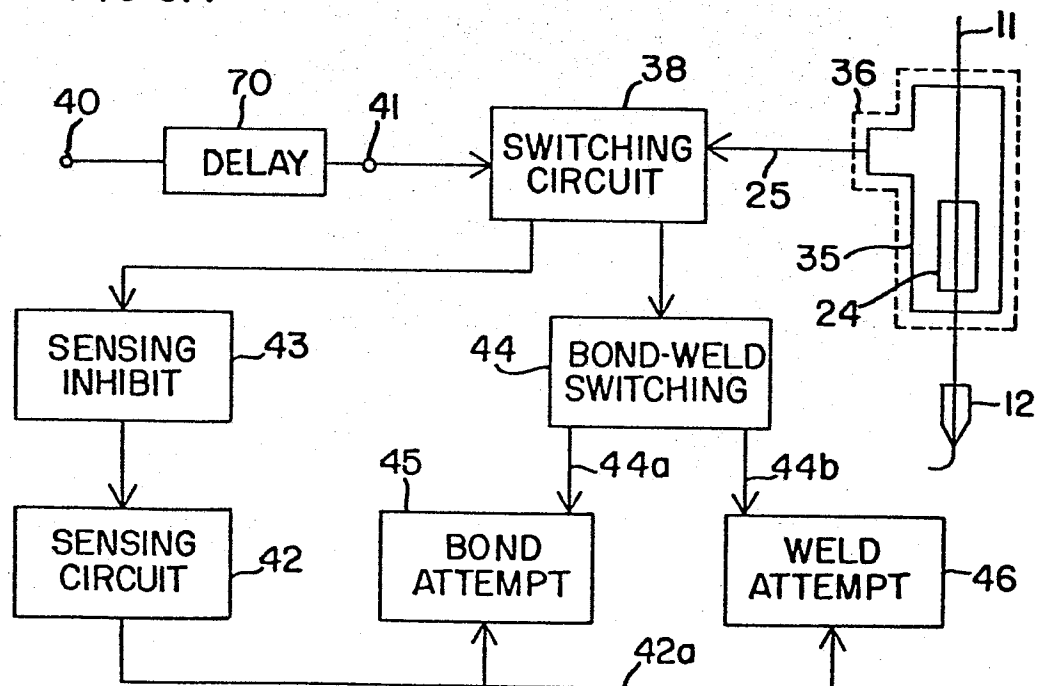 11
38
36
70
40
41
DELAY
SWITCHING
CIRCUIT
25
35
24
SENSING
INHIBIT
43
44
BOND-WELD
SWITCHING
12
45
44a
44b
SENSING
CIRCUIT
42
BOND
ATTEMPT
WELD
ATTEMPT
46
42a